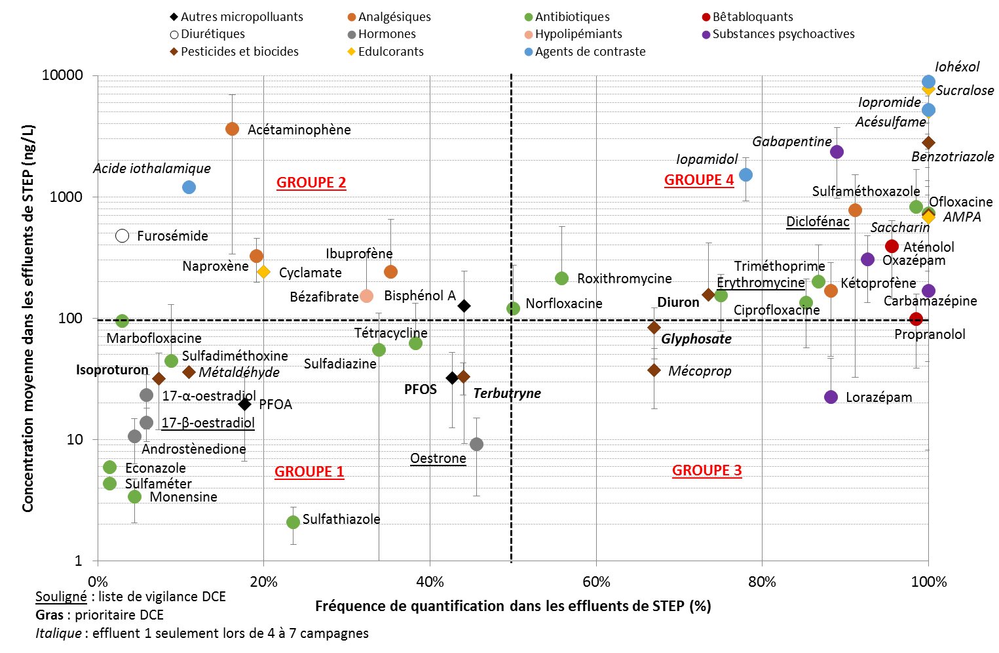 Autres micropolluants
Analgésiques
Antibiotiques
Bêtabloquants
Diurétiques
Hormones
Hypolipémiants
Substances psychoactives
Pesticides et biocides
Edulcorants
Agents de contraste
Concentration moyenne dans les effluents de STEP (ng/L)
10000
1000
100
10
1
Iohéxol
Sucralose
Iopromide
Acésulfame
Acétaminophène
Gabapentine
Benzotriazole
Iopamidol
Acide iothalamique
GROUPE 2
GROUPE 4
Sulfaméthoxazole
Ofloxacine
AMPA
Diclofénac
Saccharin
Furosémide
Aténolol
Ibuprofène
Oxazépam
Naproxène
Cyclamate
Triméthoprime
Roxithromycine
Erythromycine
Kétoprofène
Bézafibrate
Bisphénol A
Norfloxacine
Diuron
Carbamazépine
Ciprofloxacine
Marbofloxacine
Tétracycline
Propranolol
Glyphosate
Sulfadiméthoxine
Sulfadiazine
Isoproturon
Métaldéhyde
Mécoprop
PFOS
Terbutryne
17-α-oestradiol
PFOA
Lorazépam
17-β-oestradiol
Androstènedione
Oestrone
Econazole
GROUPE 1
GROUPE 3
Sulfaméter
Monensine
Sulfathiazole
0%
20%
40%
60%
80%
100%
Fréquence de quantification dans les effluents de STEP (%)
Souligné : liste de vigilance DCE
Gras : prioritaire DCE
Italique : effluent 1 seulement lors de 4 à 7 campagnes